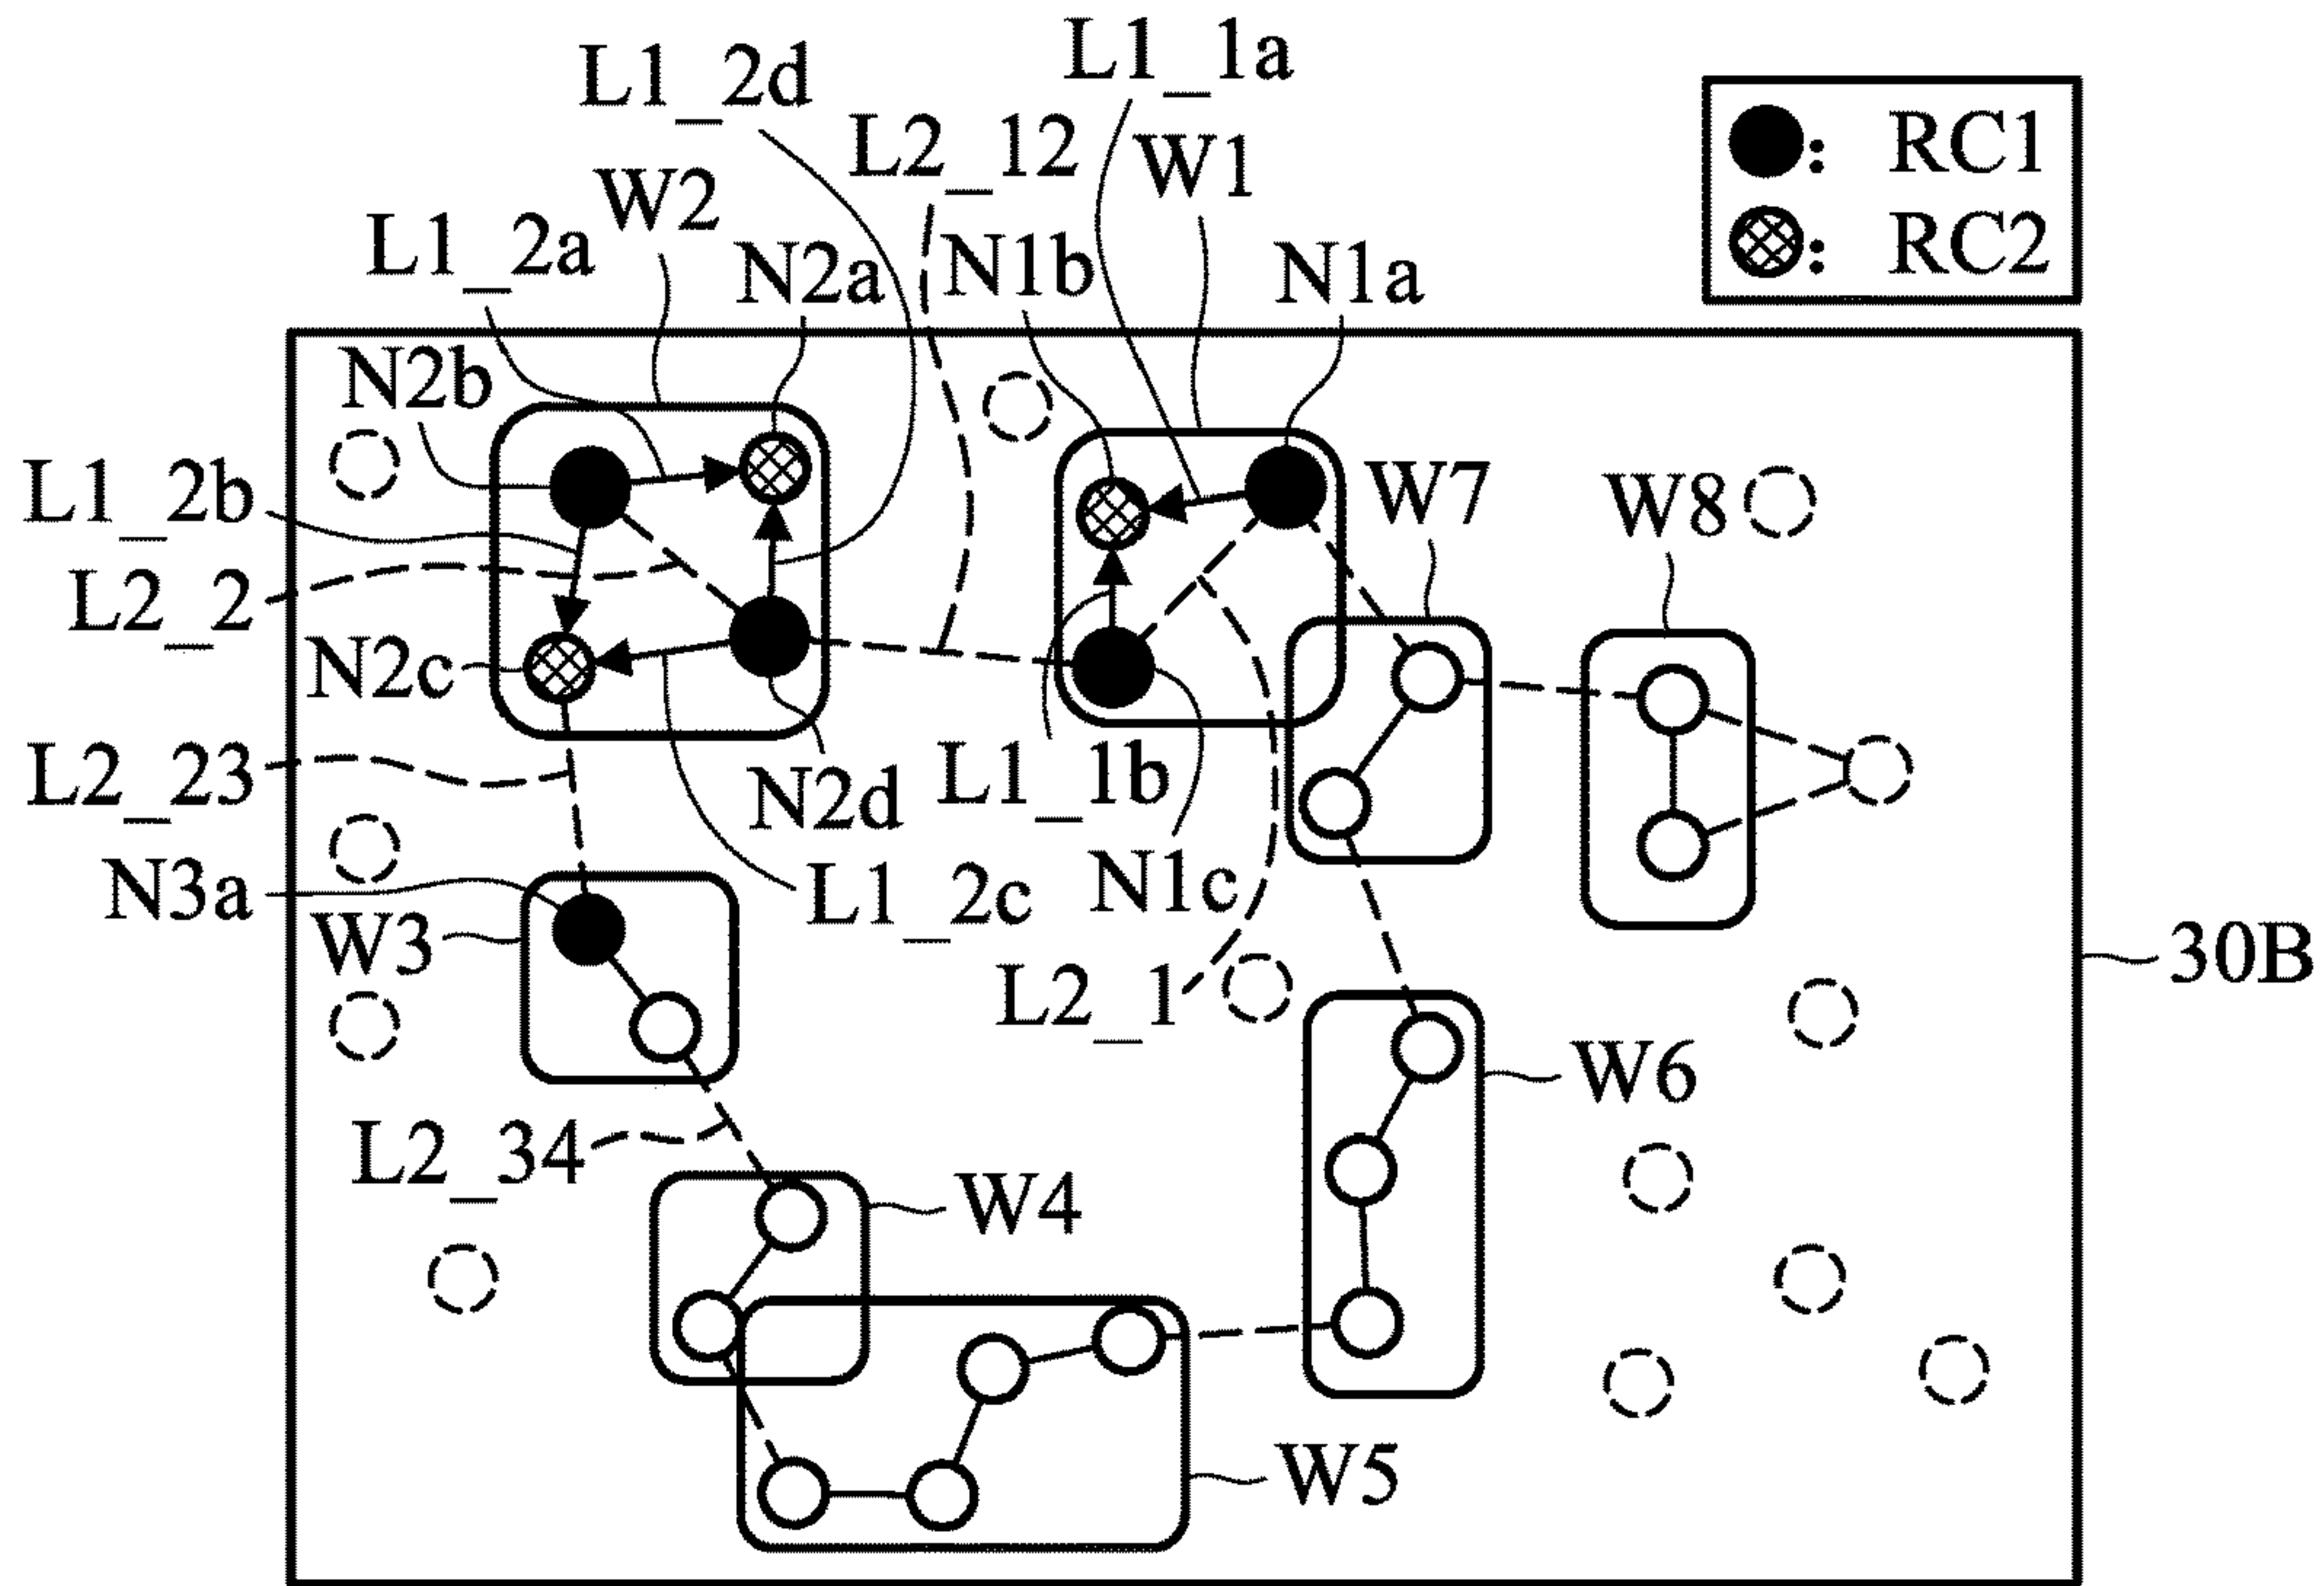 L1_1a
L1_2d
L2_12
W1
●: RC1
W2
L1_2a
N2a
N1b
N1a
: RC2
N2b
L1_2b
W7
W8
L2_2
N2c
L2_23
N2d
L1_1b
N3a
W3
L1_2c
N1c
30B
L2_1
W6
L2_34
W4
W5